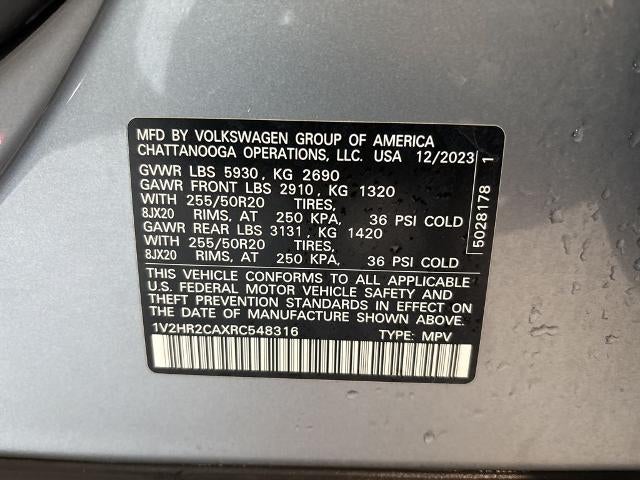 MFD BY VOLKSWAGEN GROUP OF AMERICA
CHATTANOOGA OPERATIONS, LLC. USA 12/2023
GVWR LBS 5930, KG 2690
GAWR FRONT LBS 2910, KG 1320
WITH 255/50R20 TIRES,
8JX20 RIMS, AT 250 KPA, 36 PSI COLD
GAWR REAR LBS 3131, KG 1420
WITH 255/50R20 TIRES,
8JX20 RIMS, AT 250 KPA, 36 PSI COLD
THIS VEHICLE CONFORMS TO ALL APPLICABLE
U.S. FEDERAL MOTOR VEHICLE SAFETY AND
THEFT PREVENTION STANDARDS IN EFFECT ON
THE DATE OF MANUFACTURE SHOWN ABOVE.
1V2HR2CAXRC548316 TYPE: MPV
5028178 1